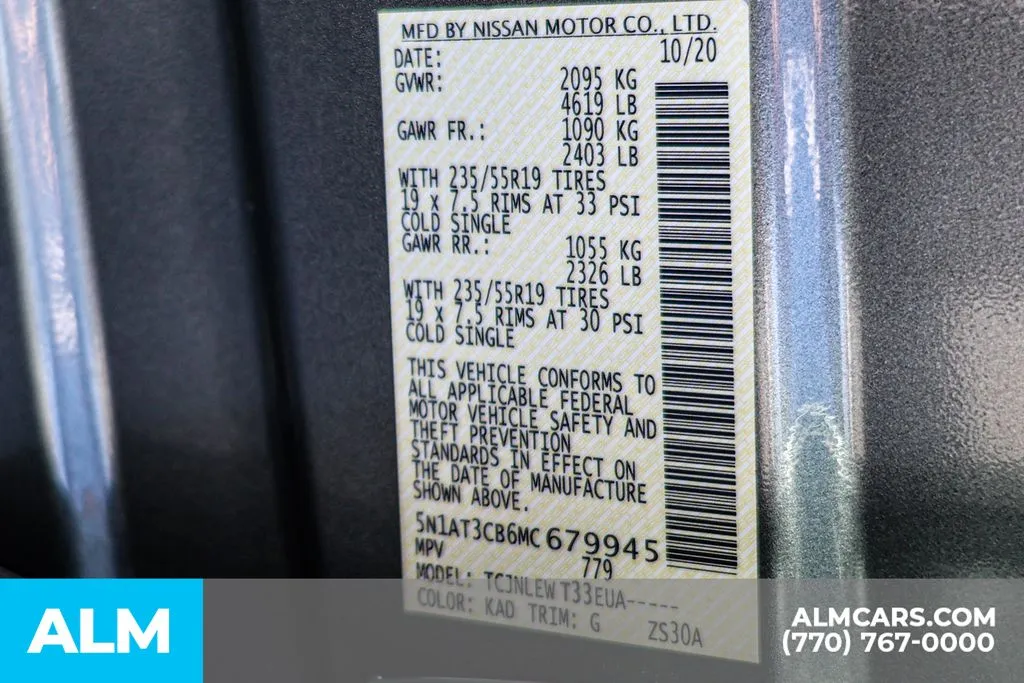 MFD BY NISSAN MOTOR CO., LTD.
DATE: 10/20
GVWR: 2095 KG
4619 LB
GAWR FR.: 1090 KG
2403 LB
WITH 235/55R19 TIRES
19 x 7.5 RIMS AT 33 PSI
COLD SINGLE
GAWR RR.: 1055 KG
2326 LB
WITH 235/55R19 TIRES
19 x 7.5 RIMS AT 30 PSI
COLD SINGLE
THIS VEHICLE CONFORMS TO
ALL APPLICABLE FEDERAL
MOTOR VEHICLE SAFETY AND
THEFT PREVENTION
STANDARDS IN EFFECT ON
THE DATE OF MANUFACTURE
SHOWN ABOVE.
5N1AT3CB6MC 679945
MPV 779
MODEL: TCJNLEW T33EUA-----
COLOR: KAD TRIM: G ZS30A
ALM
ALMCARS.COM
(770) 767-0000